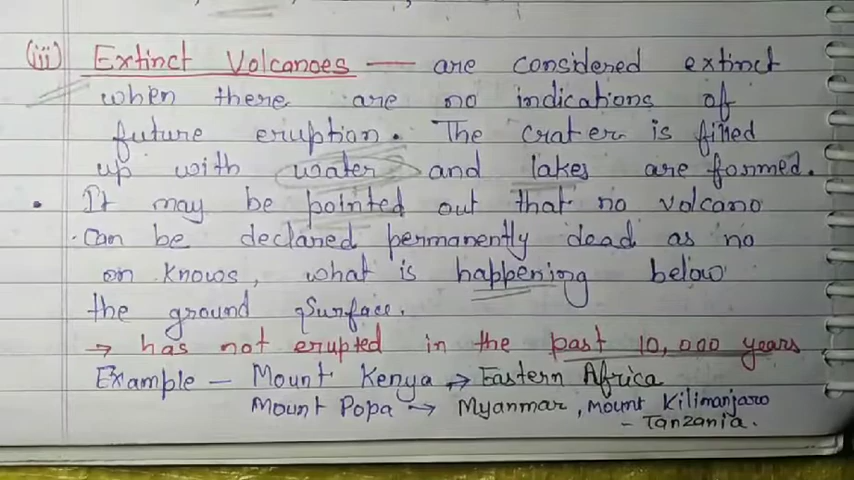 (iii) Extinct Volcanoes — are considered extinct
when there are no indications of
future eruption. The crater is filled
up with water and lakes are formed.
• It may be pointed out that no volcano
can be declared permanently dead as no
on knows, what is happening below
the ground surface.
→ has not erupted in the past 10,000 years
Example — Mount Kenya → Eastern Africa
Mount Popa → Myanmar, Mount Kilimanjaro
- Tanzania.